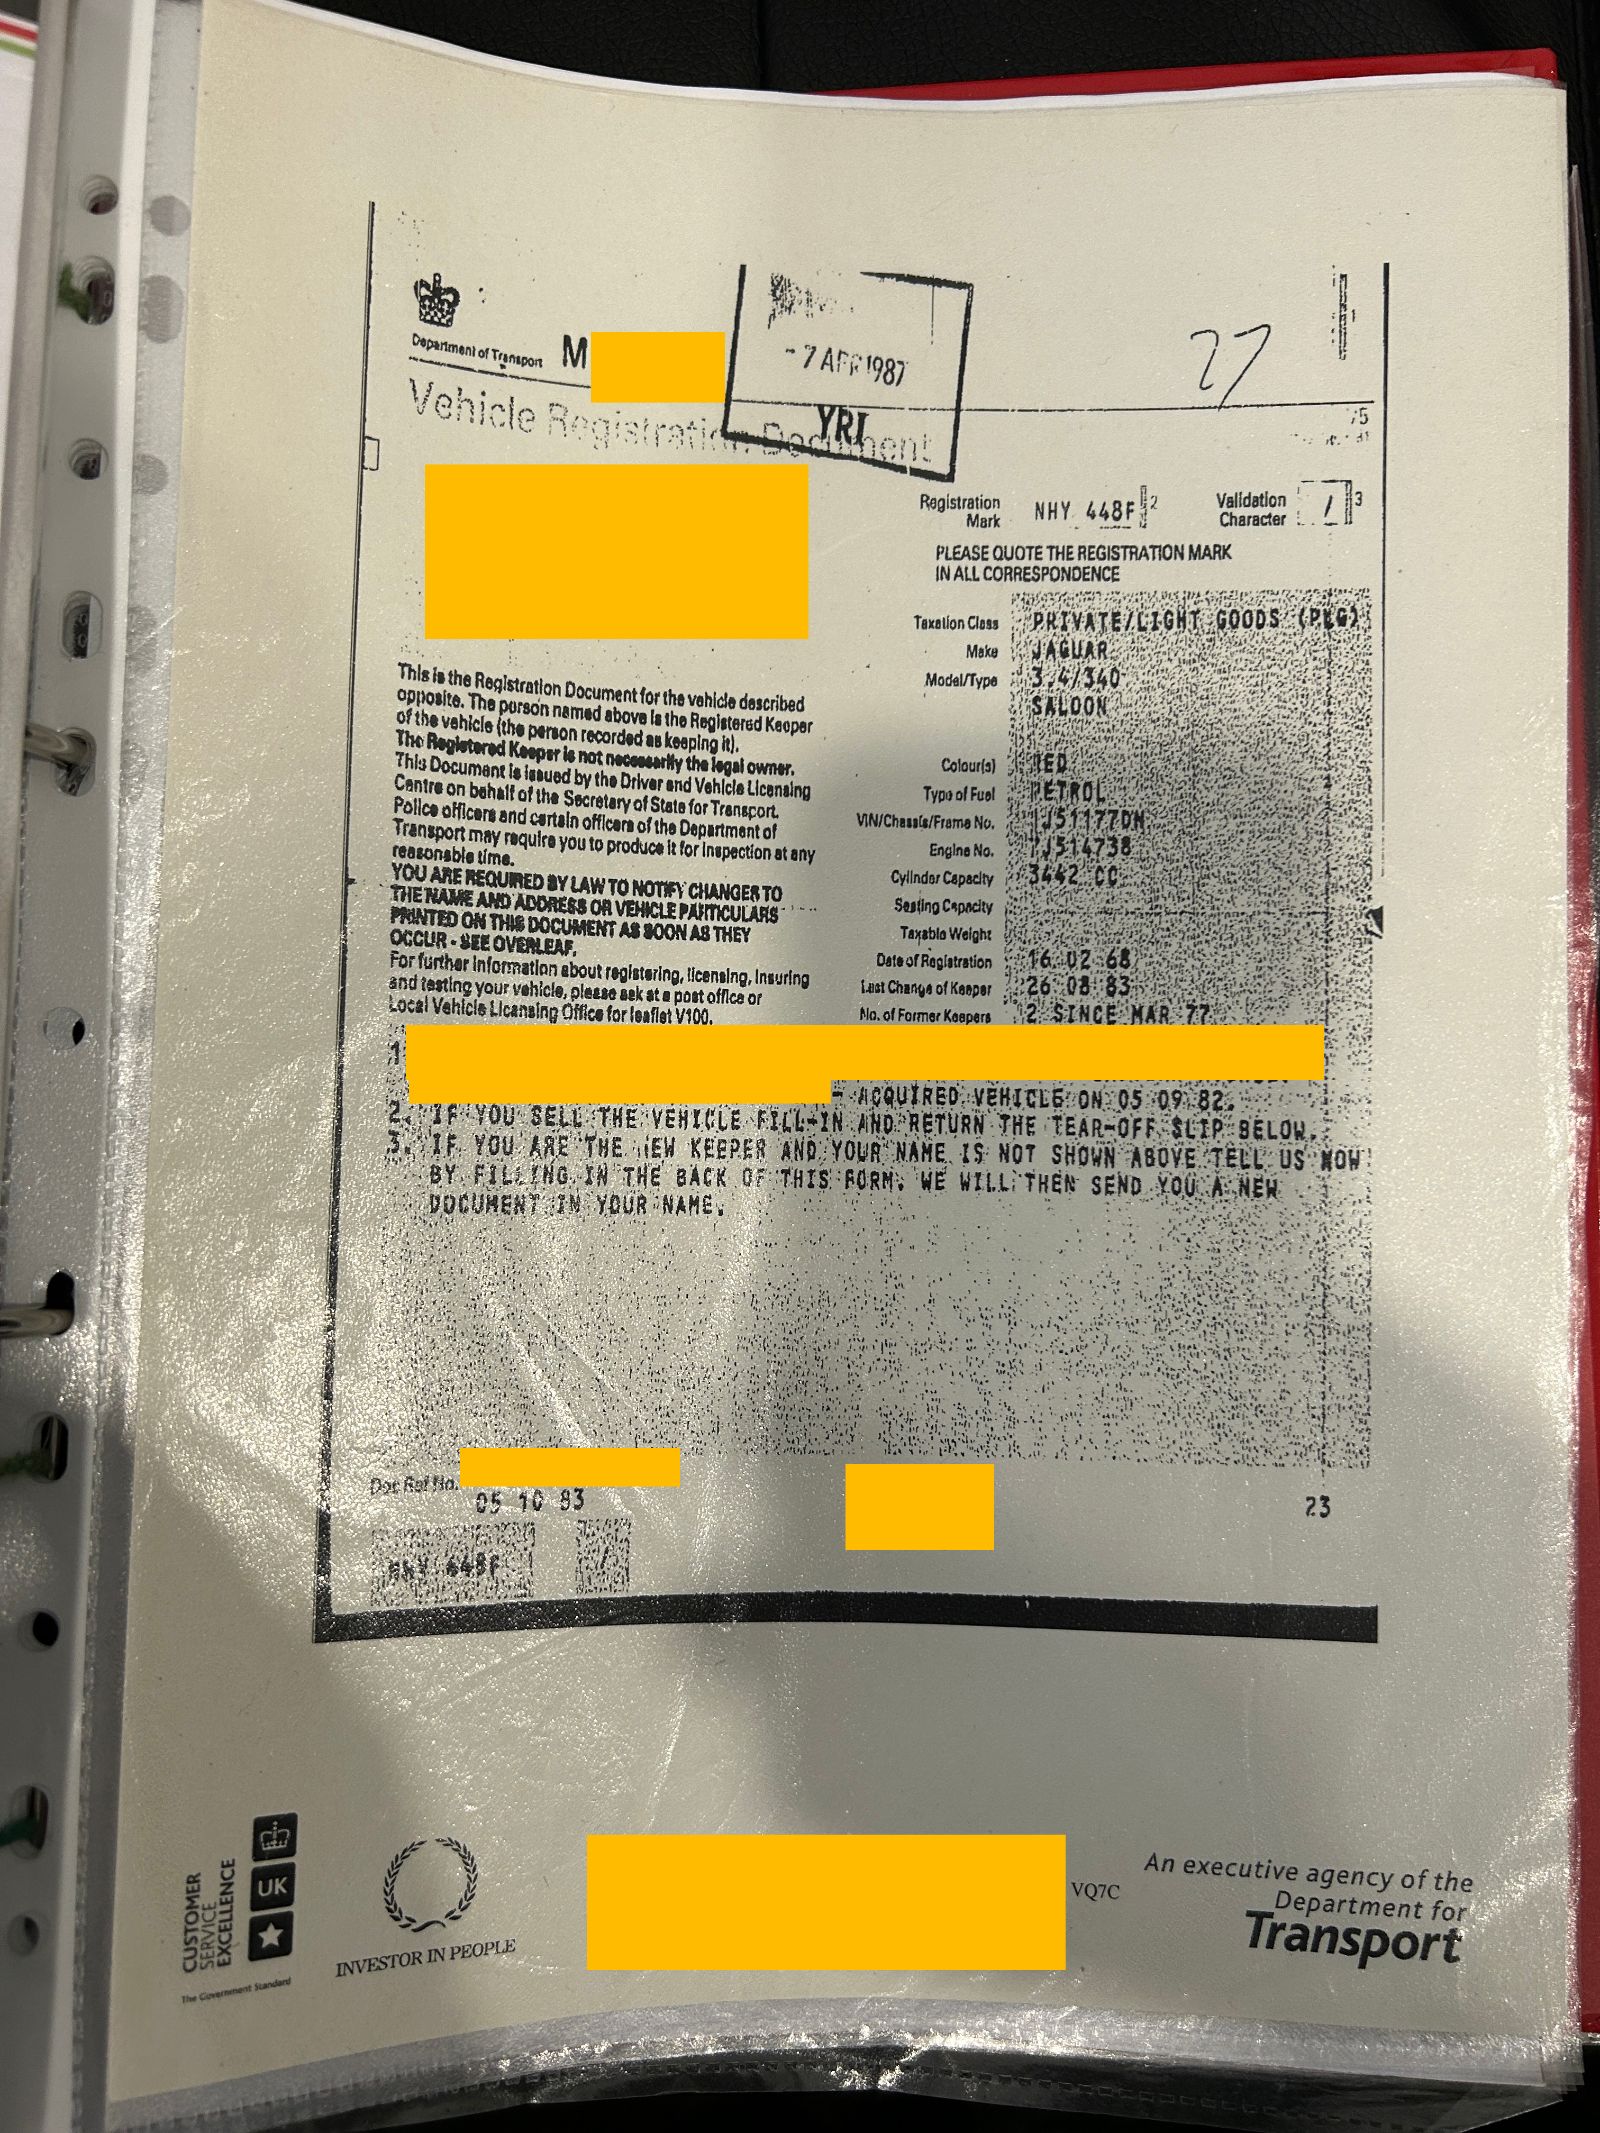 27
Department of Transport M
- 7 APR 1987
YRI
Vehicle Registration Document
75
Registration Mark NHY 448F 2 Validation Character / 3
PLEASE QUOTE THE REGISTRATION MARK
IN ALL CORRESPONDENCE
Taxation Class PRIVATE/LIGHT GOODS (PLG)
Make JAGUAR
Model/Type 3.4/340
SALOON
Colour(s) RED
Type of Fuel PETROL
VIN/Chassis/Frame No. 1J51177DN
Engine No. 7J514738
Cylinder Capacity 3442 CC
Seating Capacity
Taxable Weight
Date of Registration 16 02 68
Last Change of Keeper 26 08 83
No. of Former Keepers 2 SINCE MAR 77
This is the Registration Document for the vehicle described
opposite. The person named above is the Registered Keeper
of the vehicle (the person recorded as keeping it).
The Registered Keeper is not necessarily the legal owner.
This Document is issued by the Driver and Vehicle Licensing
Centre on behalf of the Secretary of State for Transport.
Police officers and certain officers of the Department of
Transport may require you to produce it for inspection at any
reasonable time.
YOU ARE REQUIRED BY LAW TO NOTIFY CHANGES TO
THE NAME AND ADDRESS OR VEHICLE PARTICULARS
PRINTED ON THIS DOCUMENT AS SOON AS THEY
OCCUR - SEE OVERLEAF.
For further information about registering, licensing, insuring
and testing your vehicle, please ask at a post office or
Local Vehicle Licensing Office for leaflet V100.
1
- ACQUIRED VEHICLE ON 05 09 82.
2. IF YOU SELL THE VEHICLE FILL-IN AND RETURN THE TEAR-OFF SLIP BELOW.
3. IF YOU ARE THE NEW KEEPER AND YOUR NAME IS NOT SHOWN ABOVE TELL US NOW
BY FILLING IN THE BACK OF THIS FORM. WE WILL THEN SEND YOU A NEW
DOCUMENT IN YOUR NAME.
Doc Ref No.
05 10 83
23
NHY 448F /
CUSTOMER
SERVICE
EXCELLENCE
UK
The Government Standard
INVESTOR IN PEOPLE
VQ7C
An executive agency of the
Department for
Transport